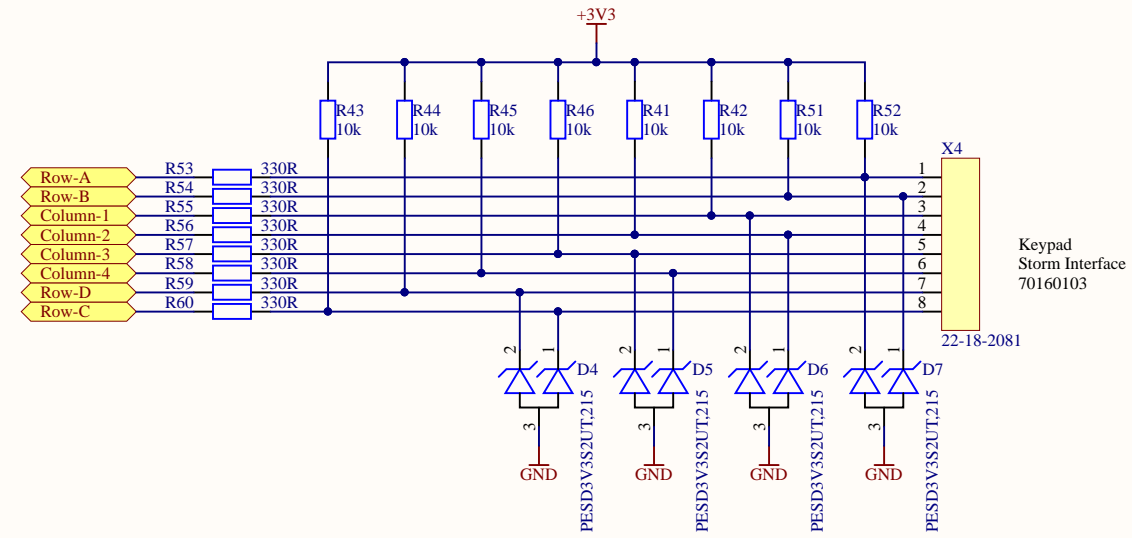 +3V3
R43 R44 R45 R46 R41 R42 R51 R52
10k 10k 10k 10k 10k 10k 10k 10k
X4
Row-A R53 330R 1
Row-B R54 330R 2
Column-1 R55 330R 3
Column-2 R56 330R 4
Column-3 R57 330R 5
Column-4 R58 330R 6
Row-D R59 330R 7
Row-C R60 330R 8
Keypad
Storm Interface
70160103
22-18-2081
2 1 D4 2 1 D5 2 1 D6 2 1 D7
3 3 3 3
GND GND GND GND
PESD3V3S2UT,215
PESD3V3S2UT,215
PESD3V3S2UT,215
PESD3V3S2UT,215